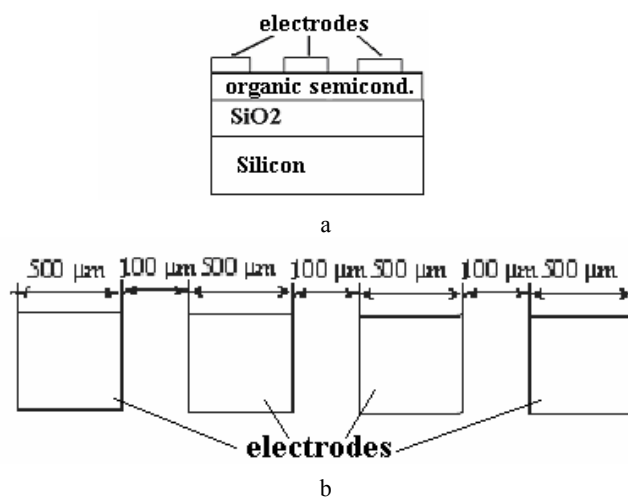 electrodes
organic semicond.
SiO2
Silicon
a
500 μm 100 μm 500 μm 100 μm 500 μm 100 μm 500 μm
electrodes
b